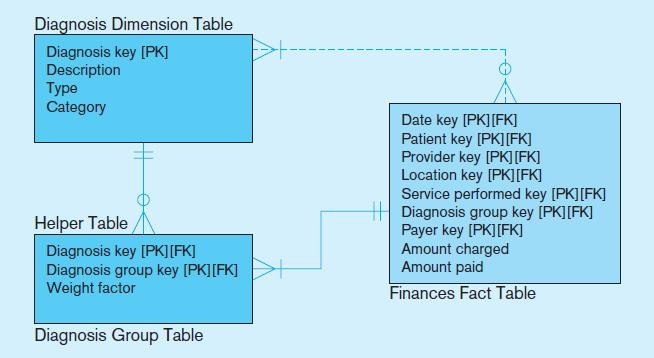 Diagnosis Dimension Table
Diagnosis key [PK]
Description
Type
Category
Helper Table
Diagnosis key [PK][FK]
Diagnosis group key [PK][FK]
Weight factor
Diagnosis Group Table
Date key [PK][FK]
Patient key [PK][FK]
Provider key [PK][FK]
Location key [PK][FK]
Service performed key [PK][FK]
Diagnosis group key [PK][FK]
Payer key [PK][FK]
Amount charged
Amount paid
Finances Fact Table